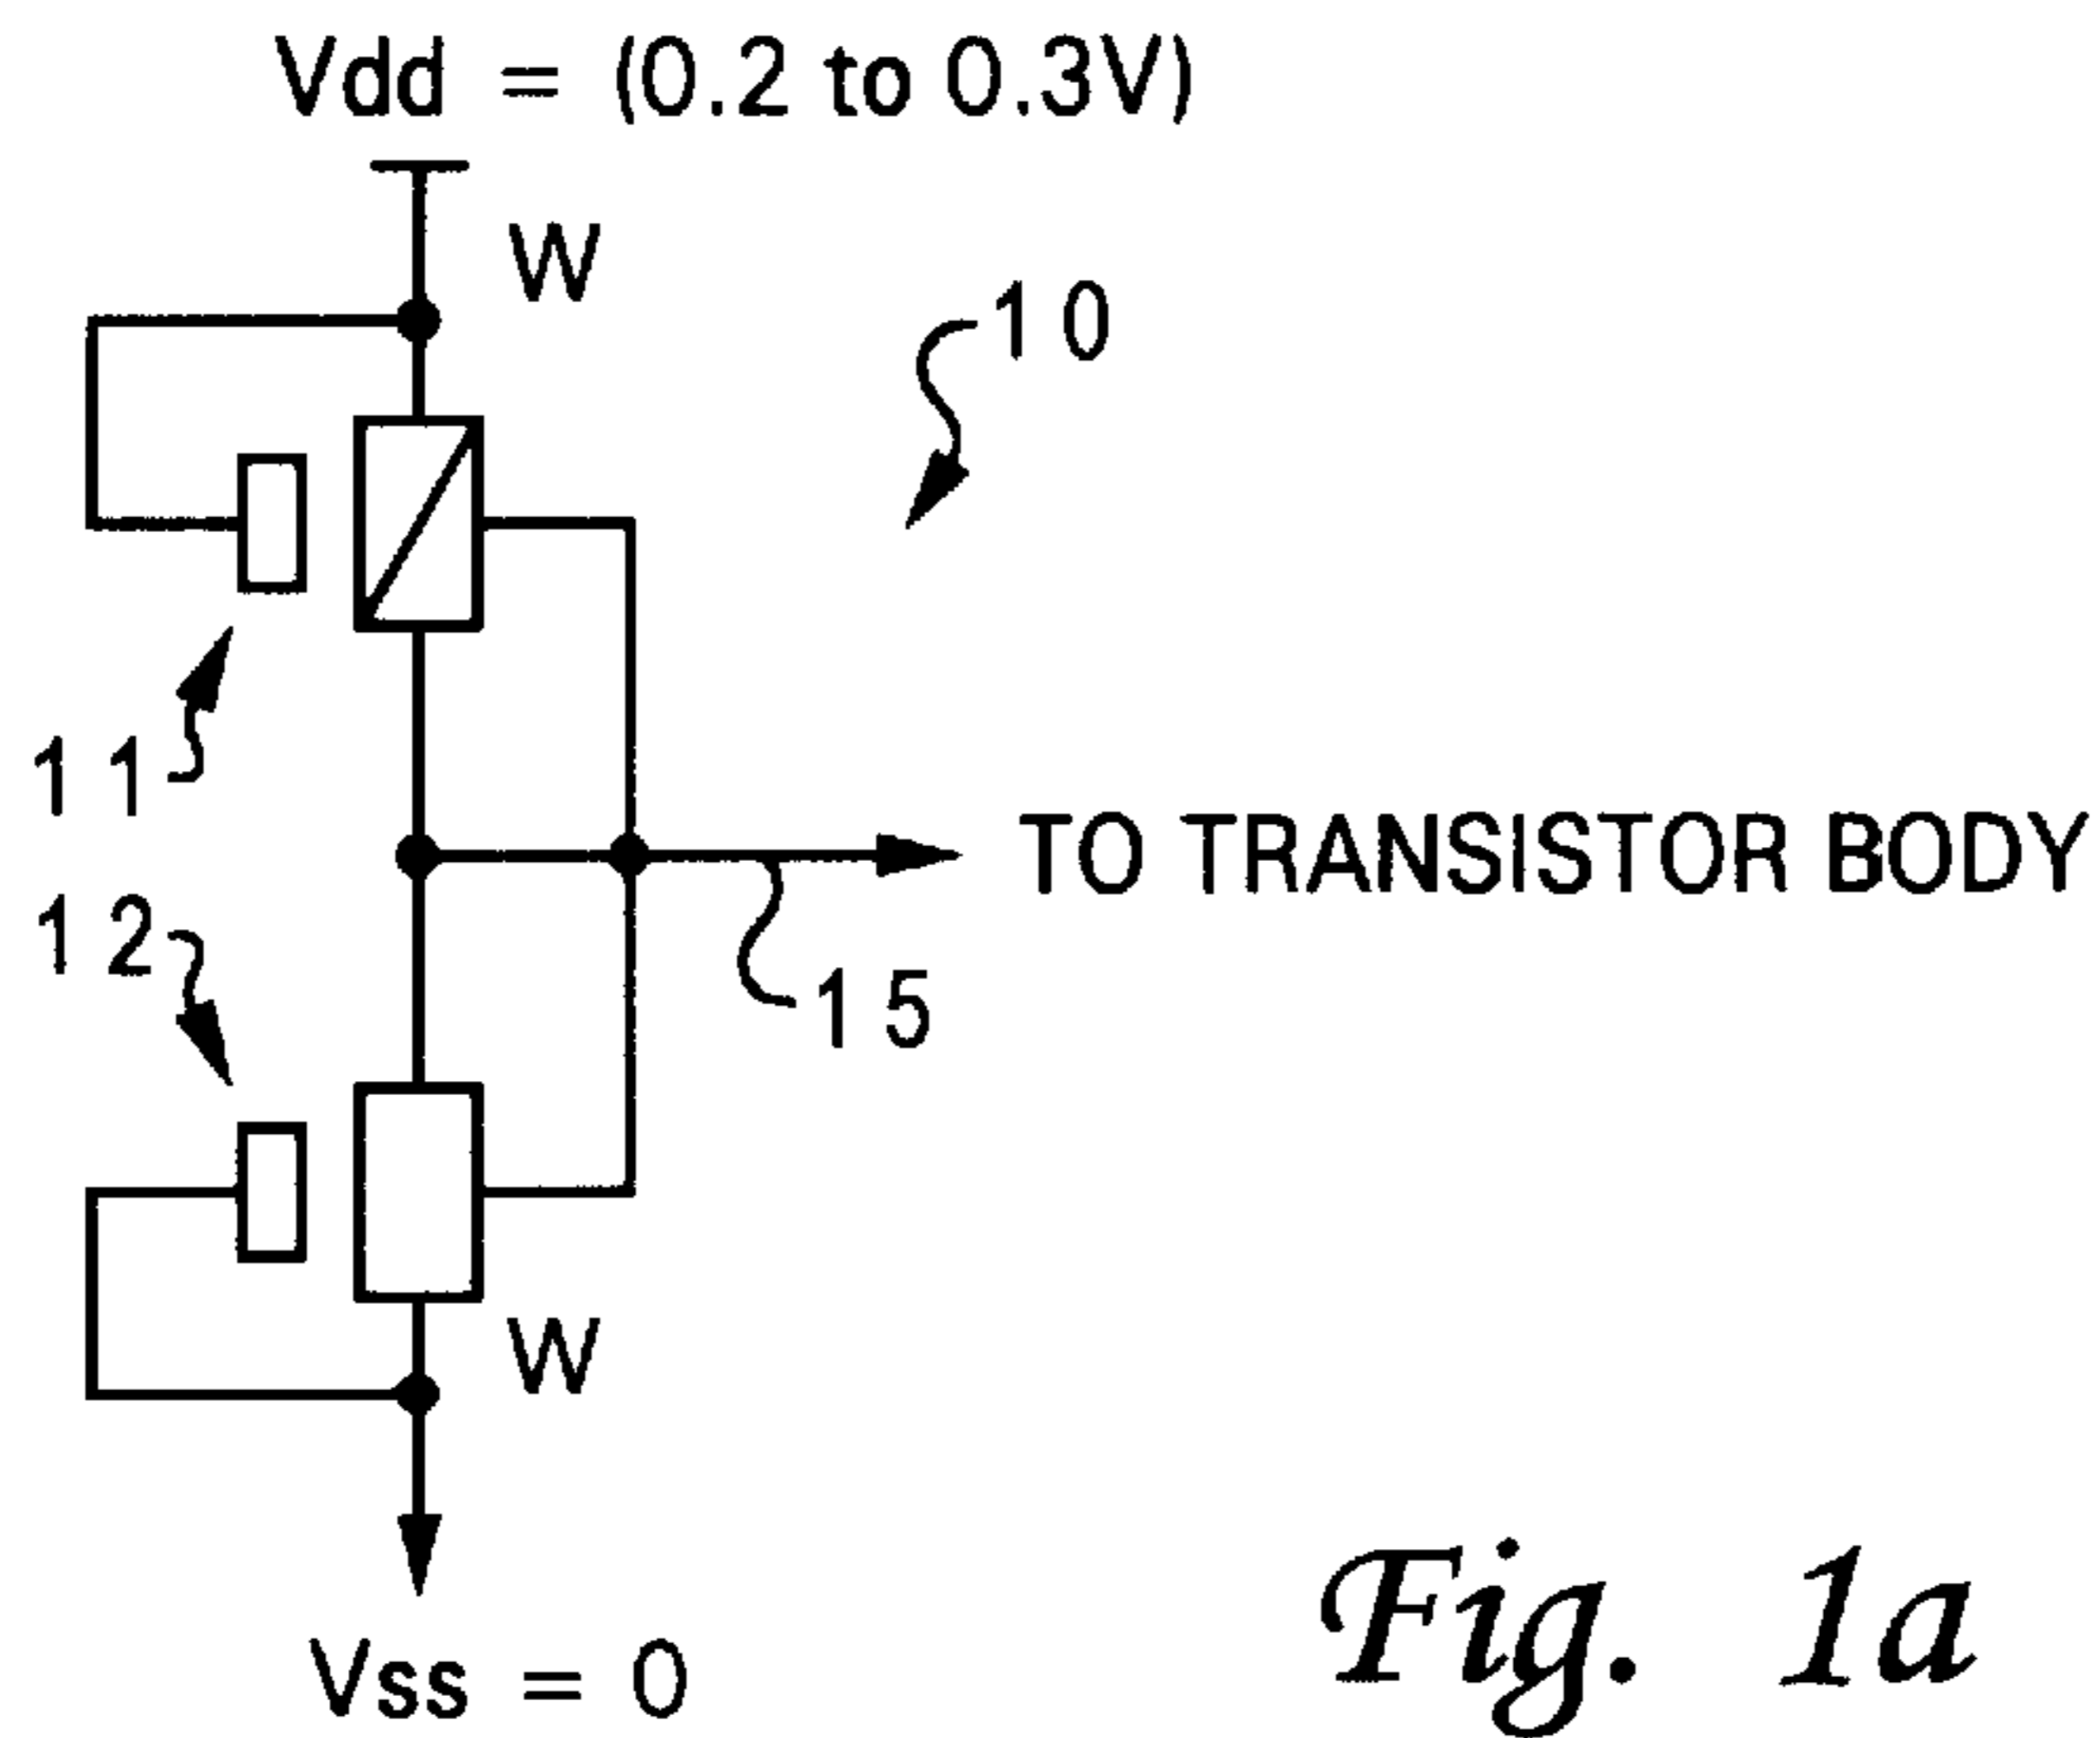 Vdd = (0.2 to 0.3V)
W
10
11
TO TRANSISTOR BODY
12
15
W
Vss = 0
Fig. 1a